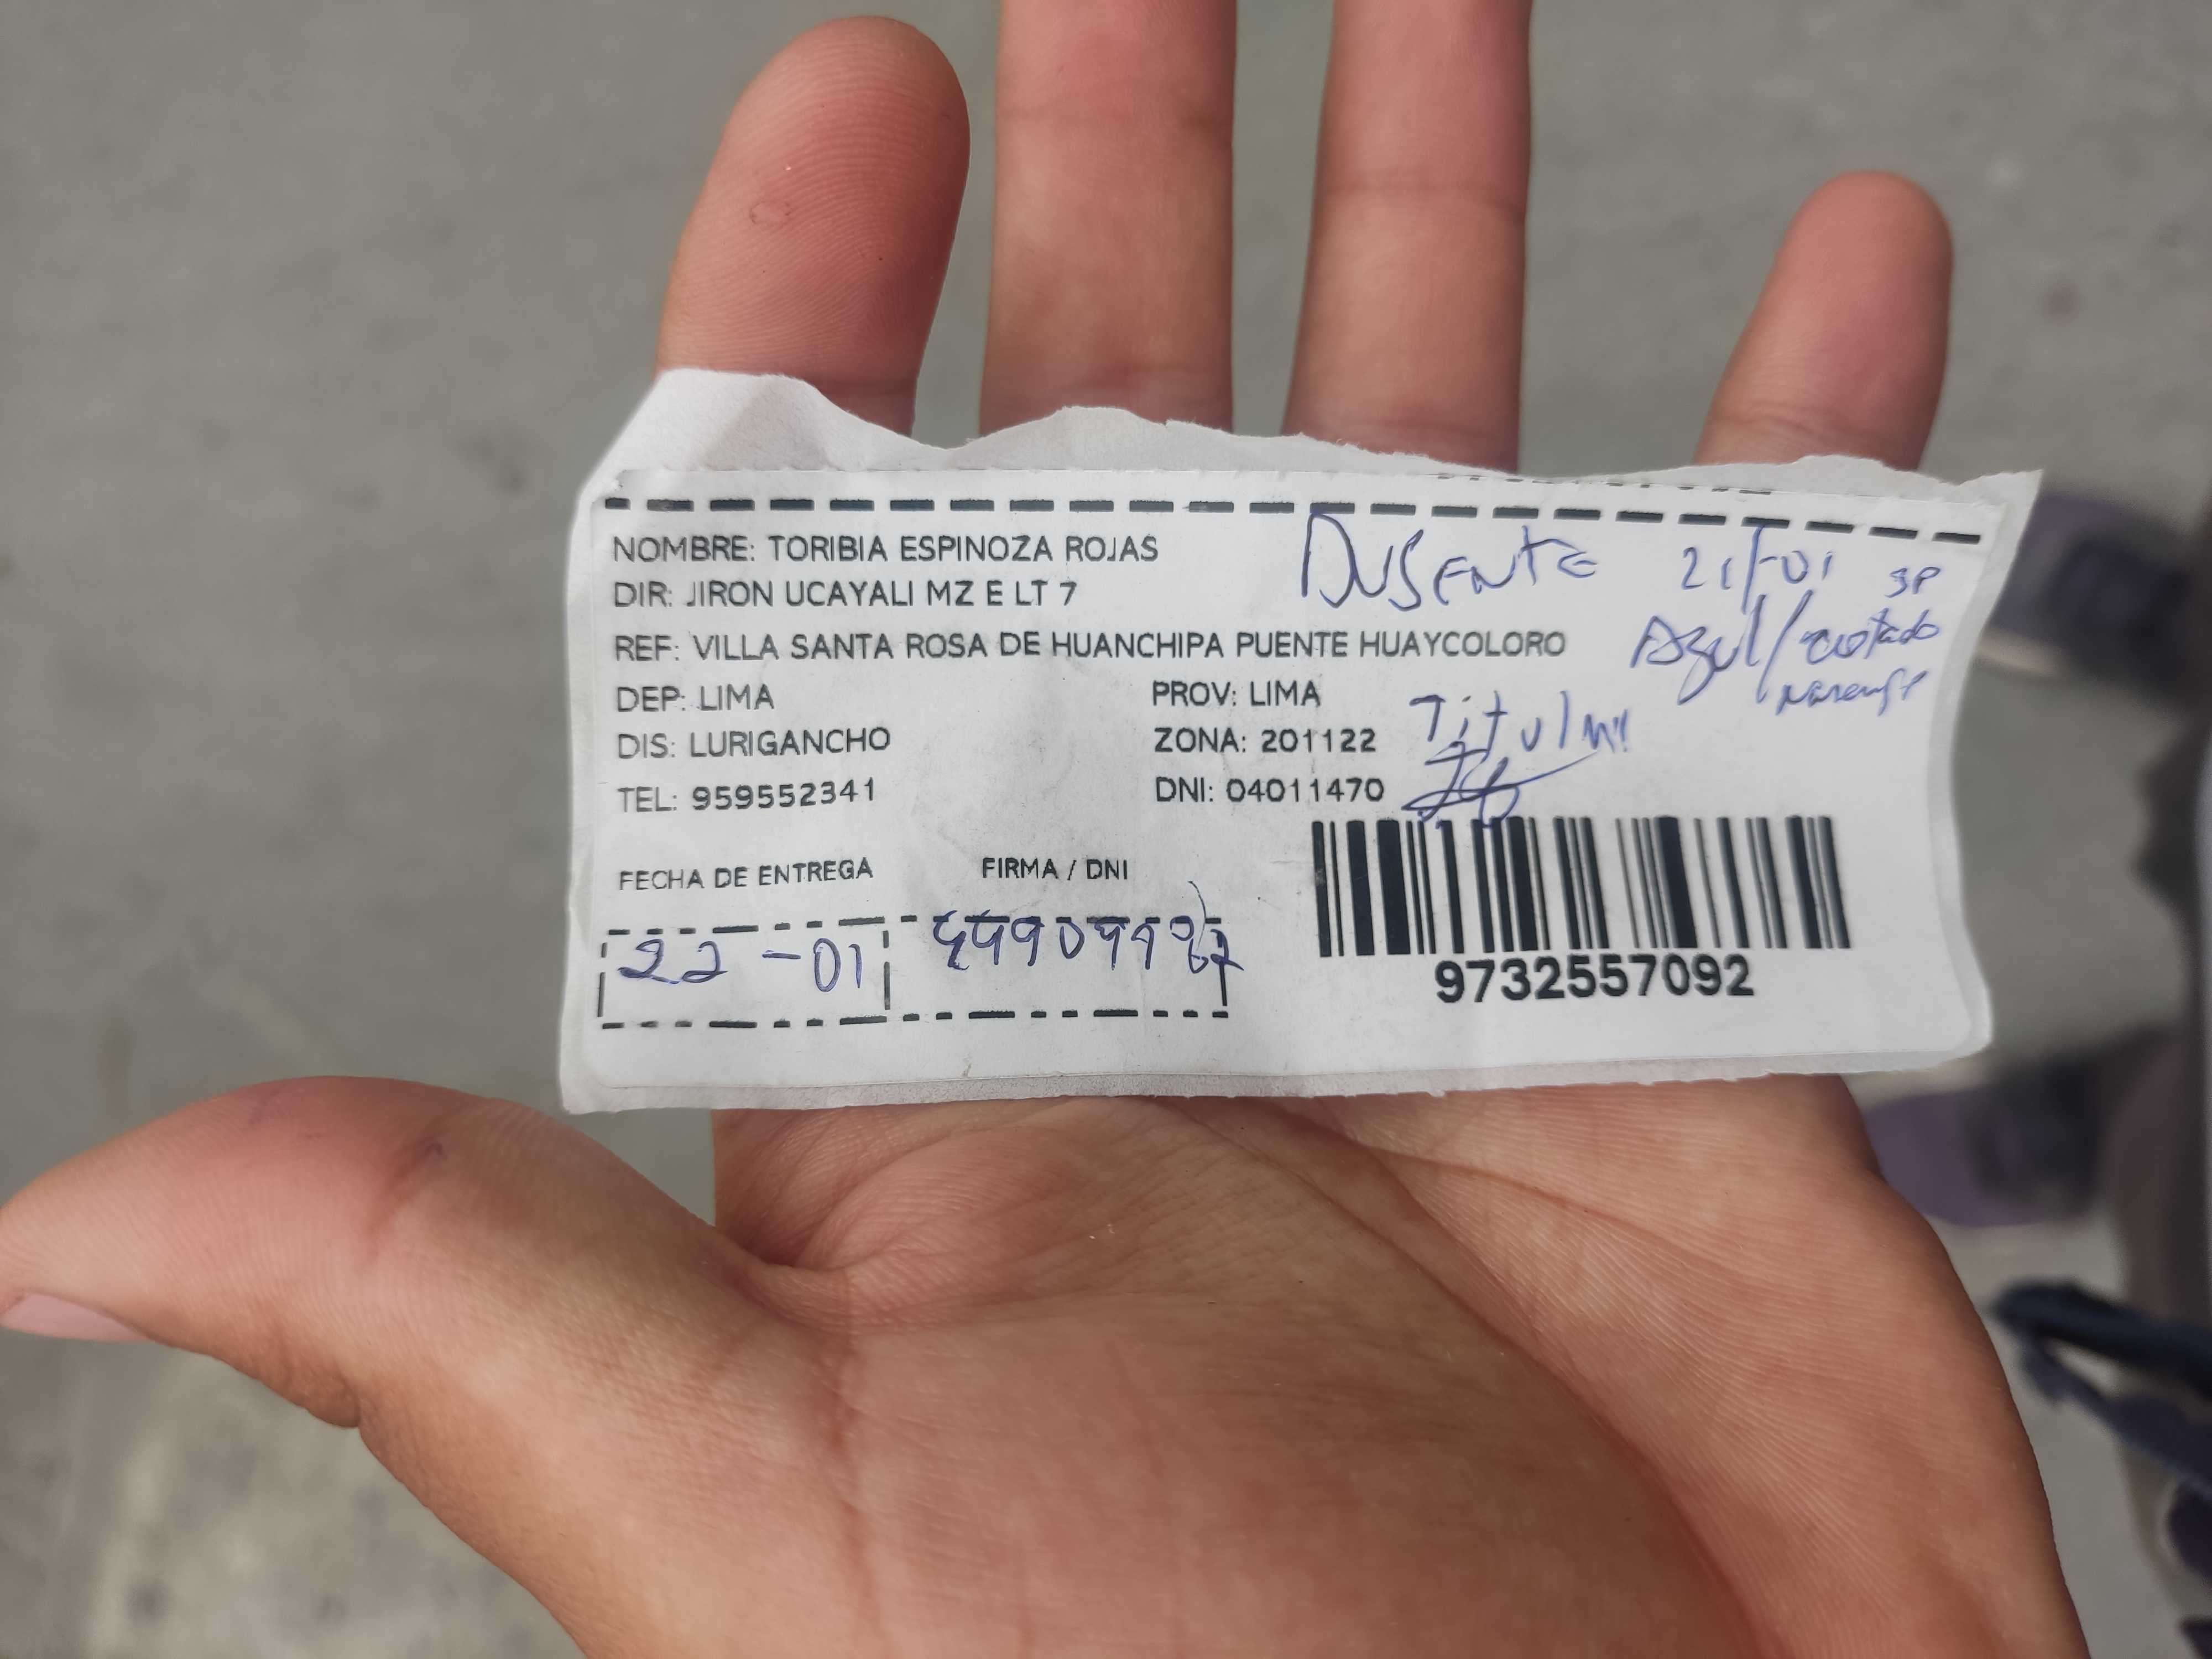 NOMBRE: TORIBIA ESPINOZA ROJAS
Ausente 21/-01 3P
DIR: JIRON UCAYALI MZ E LT 7
REF: VILLA SANTA ROSA DE HUANCHIPA PUENTE HUAYCOLORO
Azul/
DEP: LIMA PROV: LIMA
DIS: LURIGANCHO ZONA: 201122
TEL: 959552341 DNI: 04011470
FECHA DE ENTREGA FIRMA / DNI
22-01
9732557092